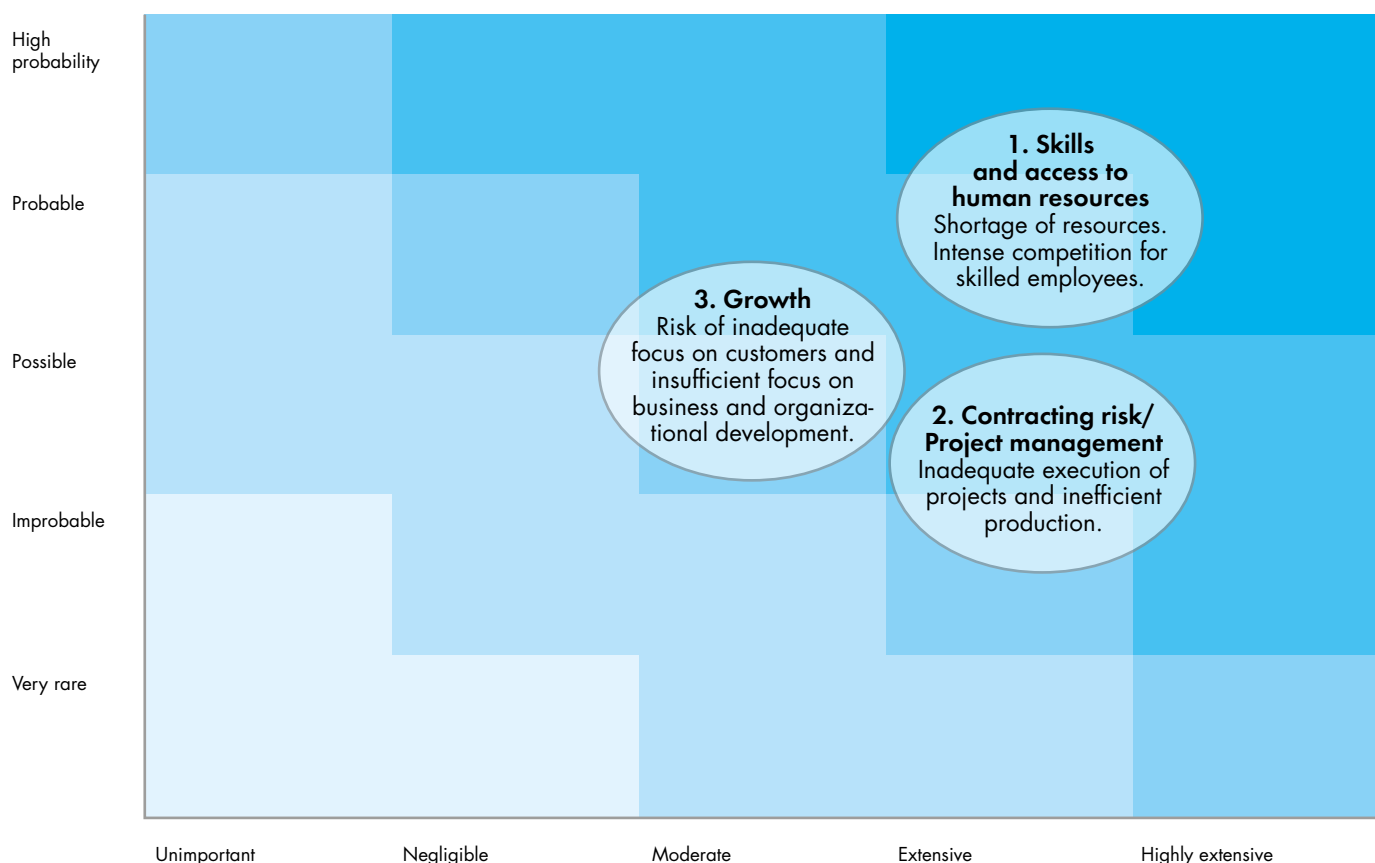 High
probability
Probable
Possible
Improbable
Very rare
1. Skills
and access to
human resources
Shortage of resources.
Intense competition for
skilled employees.
3. Growth
Risk of inadequate
focus on customers and
insufficient focus on
business and organiza-
tional development.
2. Contracting risk/
Project management
Inadequate execution of
projects and inefficient
production.
Unimportant
Negligible
Moderate
Extensive
Highly extensive